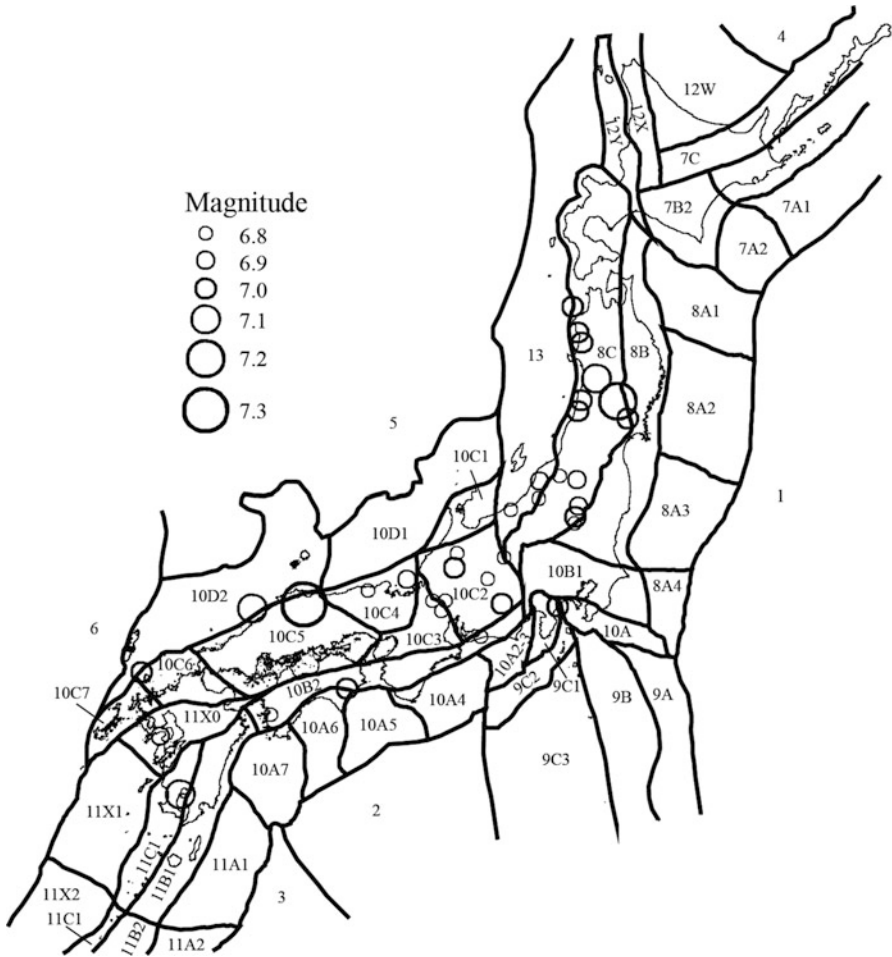 4
12W
12X
12Y
7C
Magnitude
6.8
6.9
7.0
7.1
7.2
7.3
7B2
7A1
7A2
8A1
13
8C
8B
8A2
5
10C1
1
8A3
10D1
10B1
8A4
10D2
10C2
10C4
6
10C5
10C3
10A
10C6
10A2-3
9C2
9C1
10C7
10B2
10A4
9B
9A
11X0
10A6
10A5
9C3
10A7
11X1
2
11C1
11B1
11A1
11X2
3
11C1
11B2
11A2